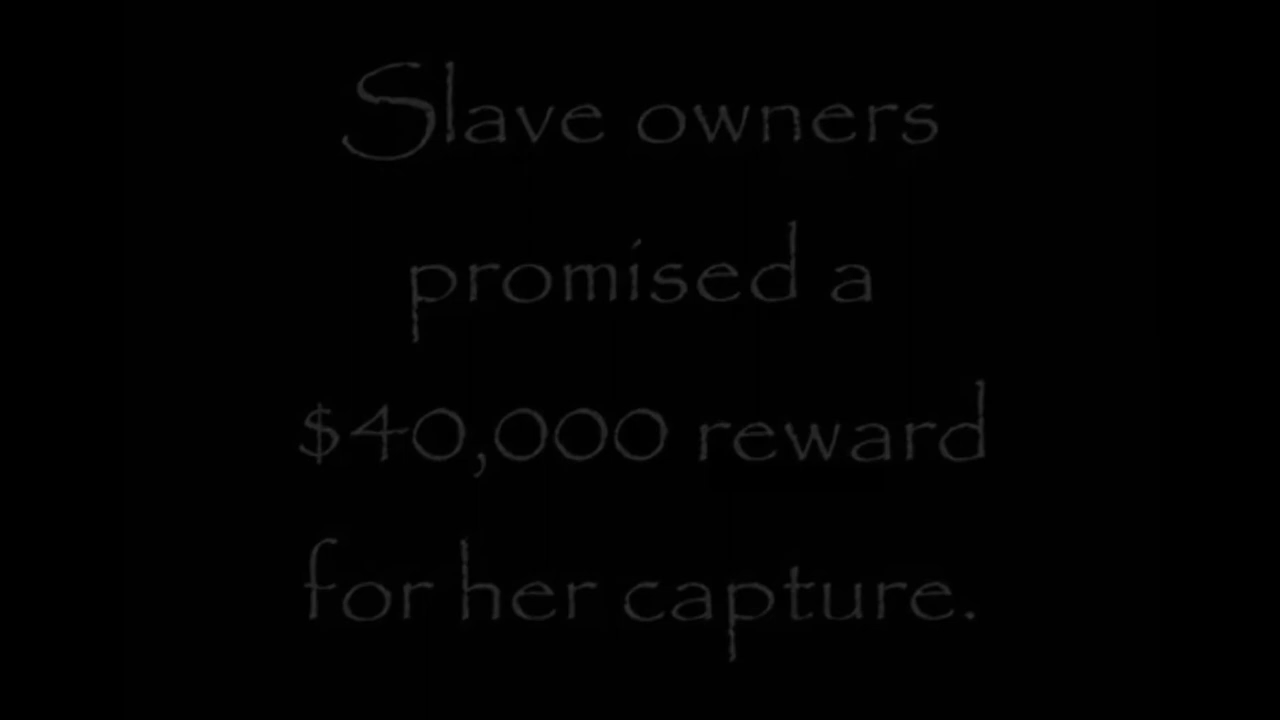 Slave owners
promised a
$40,000 reward
for her capture.